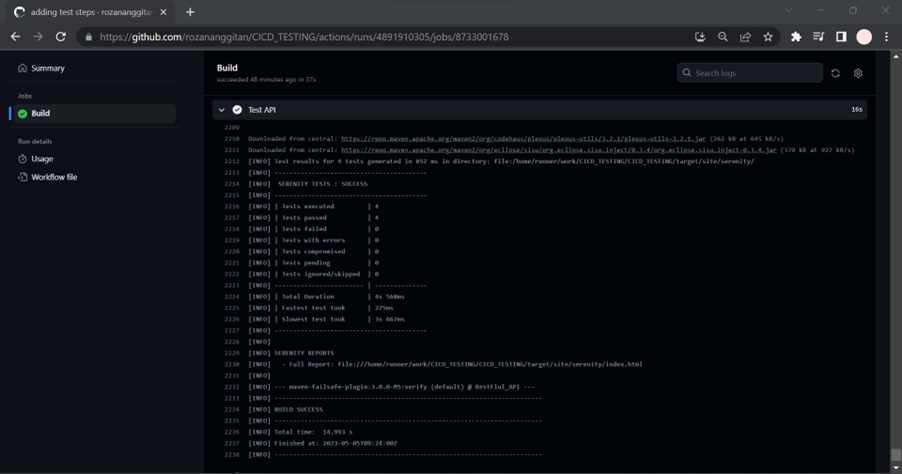 adding test steps · rozananggitan
https://github.com/rozananggitan/CICD_TESTING/actions/runs/4891910305/jobs/8733001678
Summary
Jobs
Build
Run details
Usage
Workflow file
Build
succeeded 48 minutes ago in 37s
Search logs
Test API 16s
2209
2210 Downloaded from central: https://repo.maven.apache.org/maven2/org/codehaus/plexus/plexus-utils/3.2.1/plexus-utils-3.2.1.jar (262 kB at 645 kB/s)
2211 Downloaded from central: https://repo.maven.apache.org/maven2/org/eclipse/sisu/org.eclipse.sisu.inject/0.3.4/org.eclipse.sisu.inject-0.3.4.jar (379 kB at 927 kB/s)
2212 [INFO] Test results for 4 tests generated in 852 ms in directory: file:/home/runner/work/CICD_TESTING/CICD_TESTING/target/site/serenity/
2213 [INFO] -----------------------------------------
2214 [INFO] SERENITY TESTS : SUCCESS
2215 [INFO] -----------------------------------------
2216 [INFO] | Tests executed | 4
2217 [INFO] | Tests passed | 4
2218 [INFO] | Tests failed | 0
2219 [INFO] | Tests with errors | 0
2220 [INFO] | Tests compromised | 0
2221 [INFO] | Tests pending | 0
2222 [INFO] | Tests ignored/skipped | 0
2223 [INFO] ------------------------ | --------------
2224 [INFO] | Total Duration | 4s 568ms
2225 [INFO] | Fastest test took | 275ms
2226 [INFO] | Slowest test took | 3s 667ms
2227 [INFO] -----------------------------------------
2228 [INFO]
2229 [INFO] SERENITY REPORTS
2230 [INFO] - Full Report: file:///home/runner/work/CICD_TESTING/CICD_TESTING/target/site/serenity/index.html
2231 [INFO]
2232 [INFO] --- maven-failsafe-plugin:3.0.0-M5:verify (default) @ RestFlul_API ---
2233 [INFO] ------------------------------------------------------------------------
2234 [INFO] BUILD SUCCESS
2235 [INFO] ------------------------------------------------------------------------
2236 [INFO] Total time: 14.993 s
2237 [INFO] Finished at: 2023-05-05T09:24:00Z
2238 [INFO] ------------------------------------------------------------------------